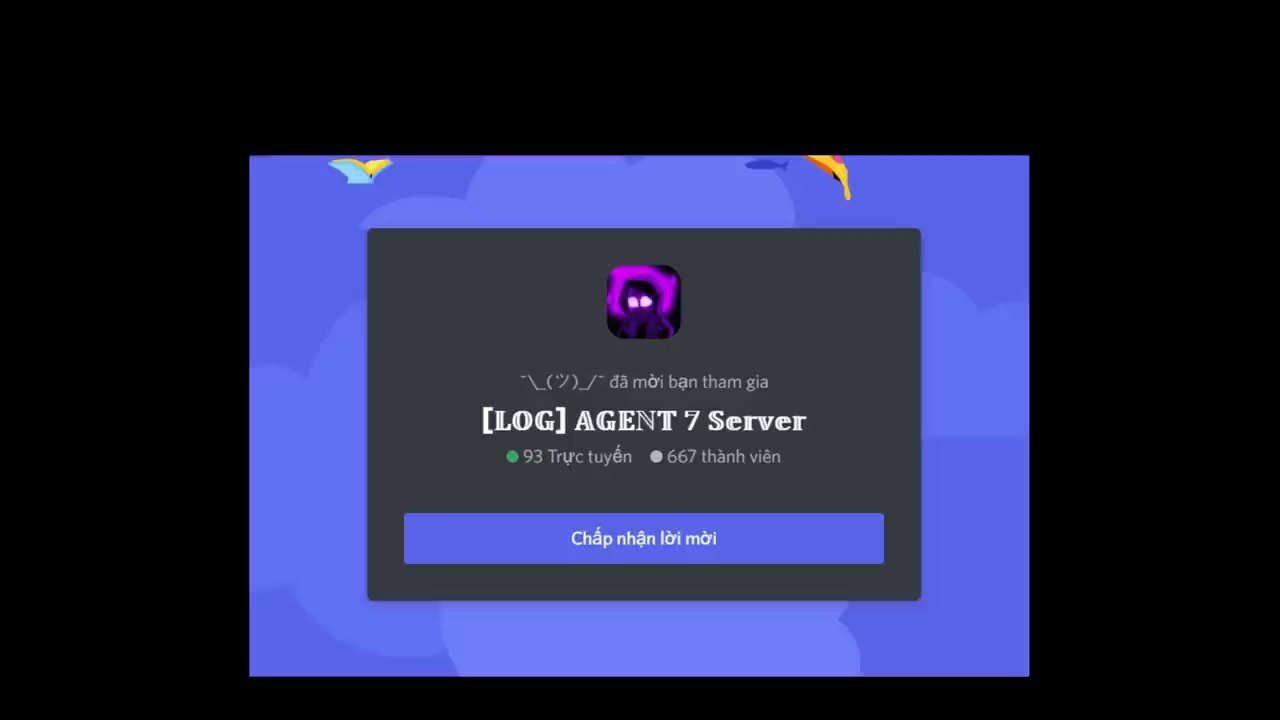 ¯\_(ツ)_/¯ đã mời bạn tham gia
[LOG] AGENT 7 Server
93 Trực tuyến 667 thành viên
Chấp nhận lời mời